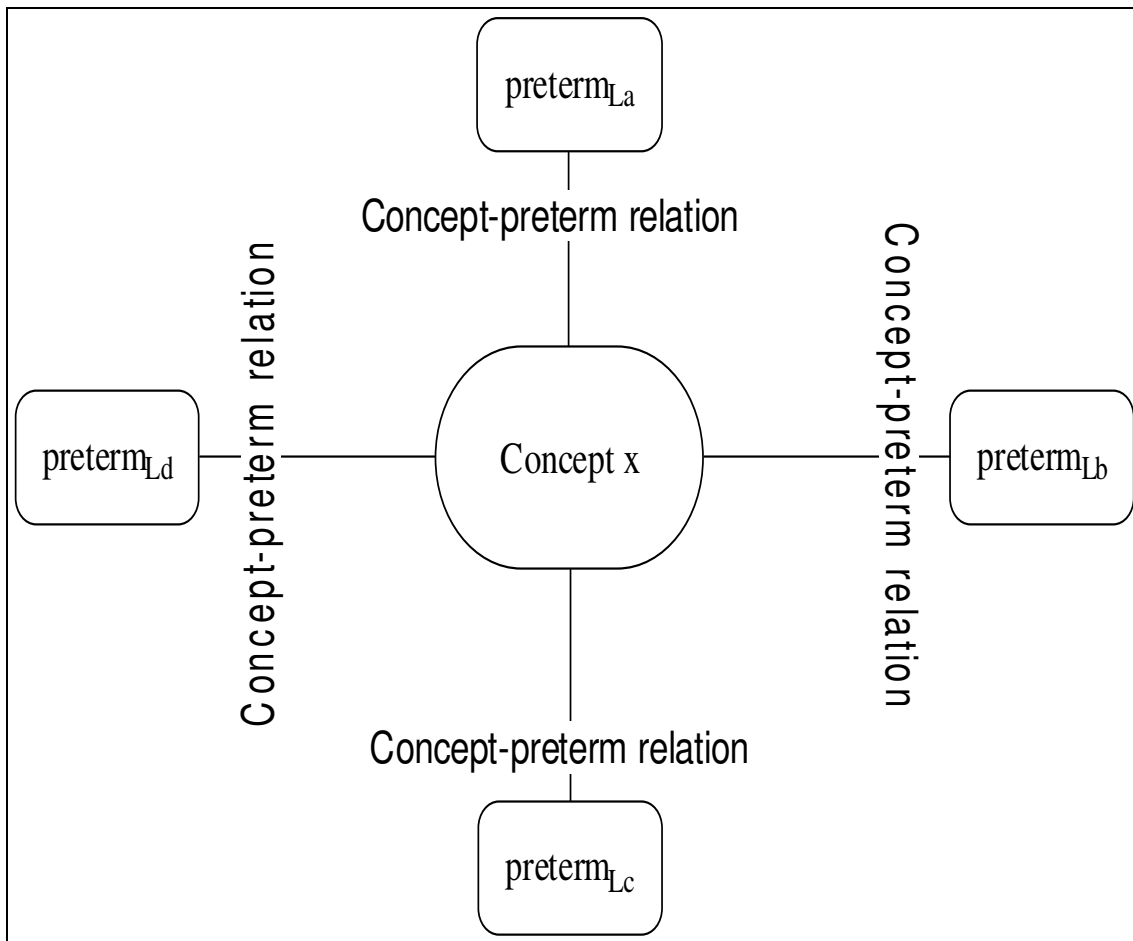 preterm_La
Concept-preterm relation
Concept-preterm relation
Concept-preterm relation
preterm_Ld
Concept x
preterm_Lb
Concept-preterm relation
preterm_Lc